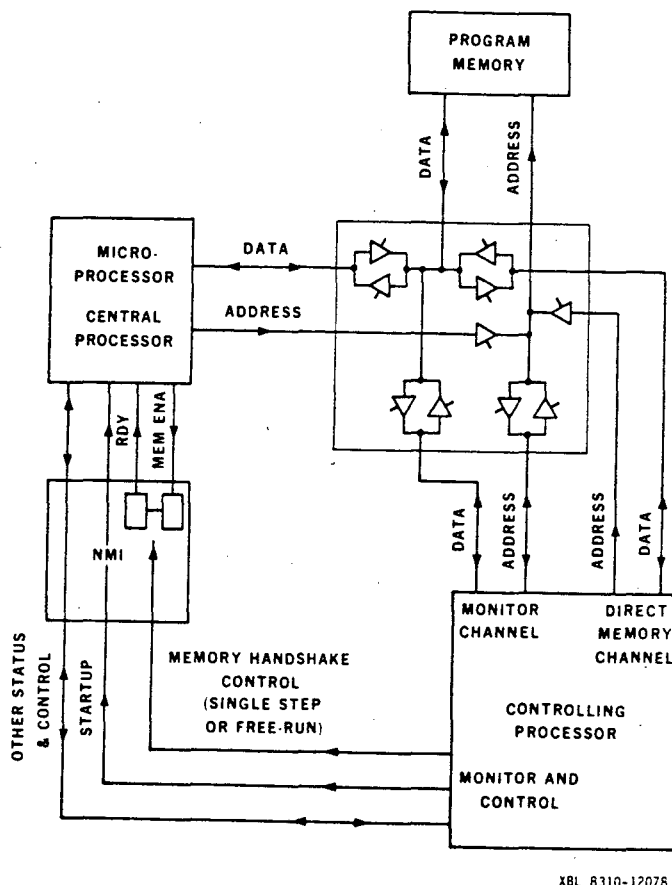 PROGRAM
MEMORY
DATA
ADDRESS
MICRO-
PROCESSOR
CENTRAL
PROCESSOR
DATA
ADDRESS
RDY
MEM ENA
NMI
DATA
ADDRESS
ADDRESS
DATA
MONITOR
CHANNEL
DIRECT
MEMORY
CHANNEL
OTHER STATUS
& CONTROL
STARTUP
MEMORY HANDSHAKE
CONTROL
(SINGLE STEP
OR FREE-RUN)
CONTROLLING
PROCESSOR
MONITOR AND
CONTROL
XBL 8310-12078